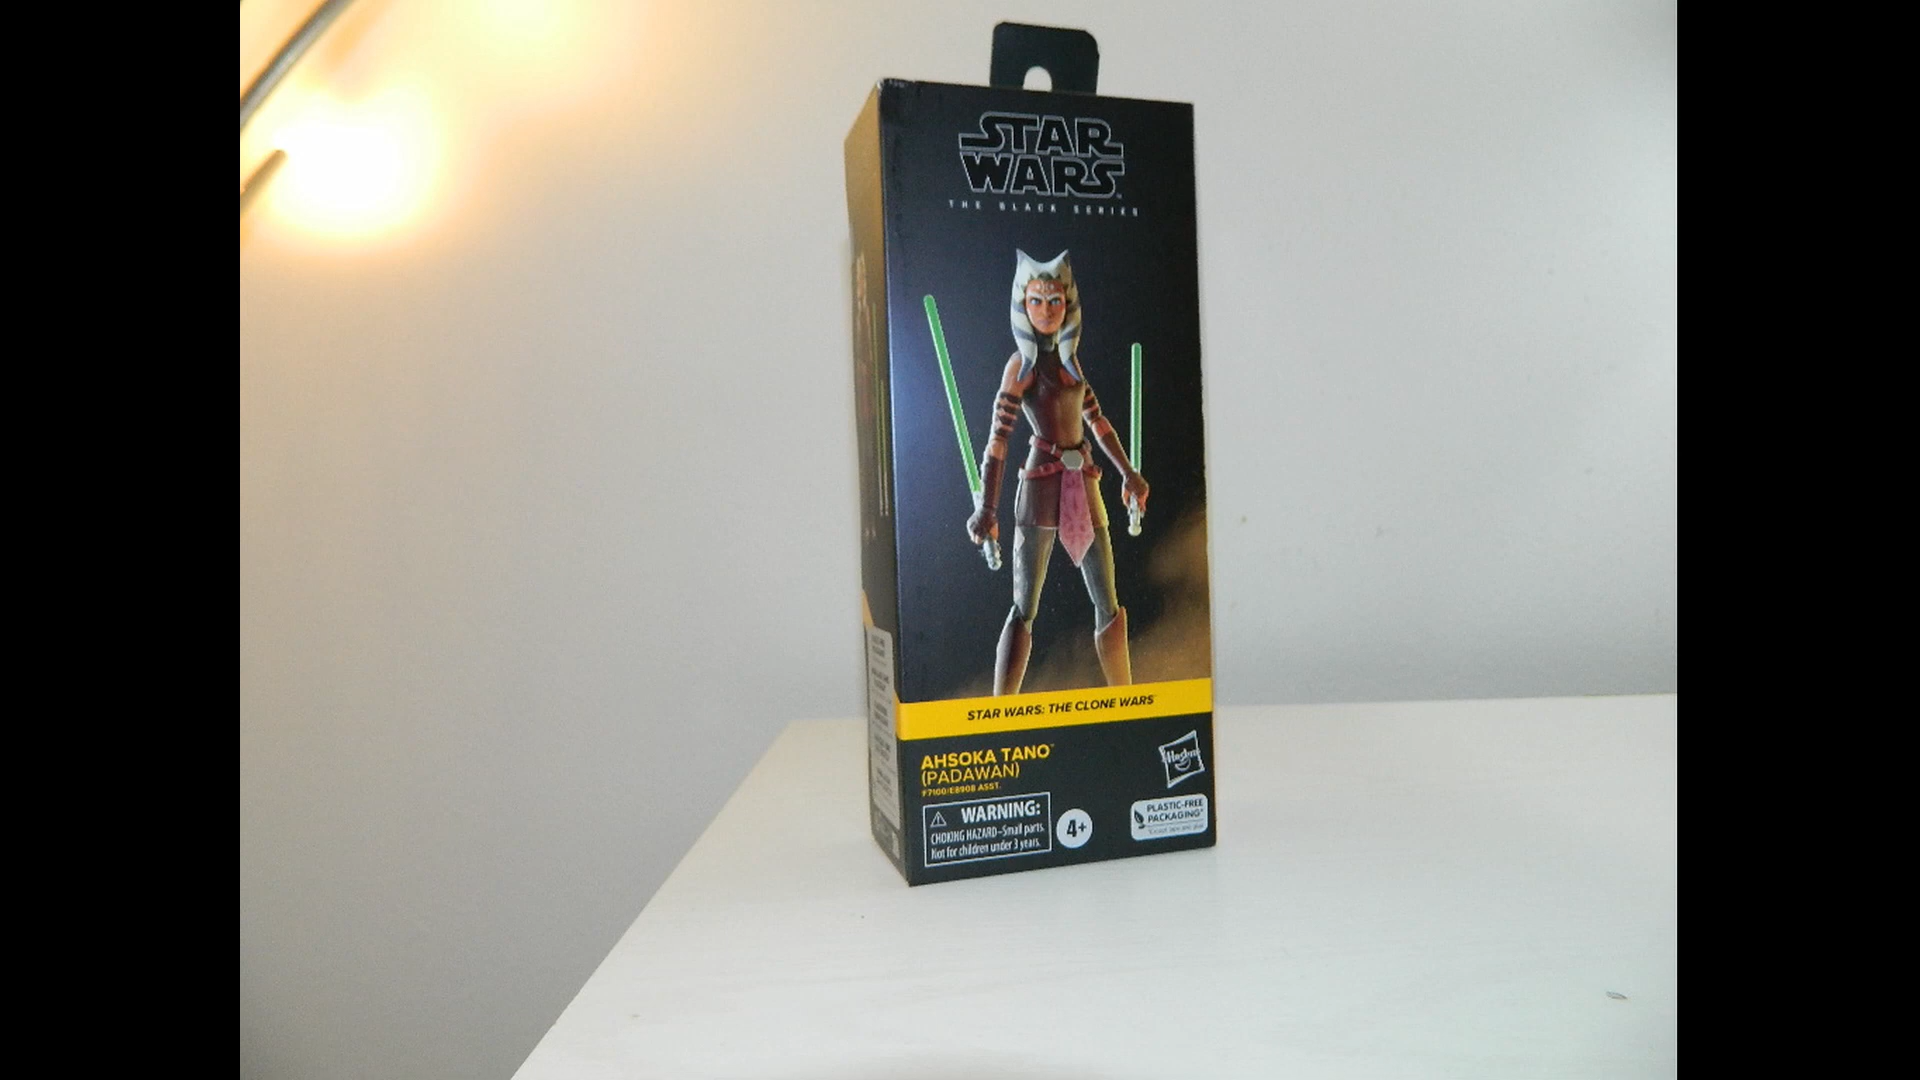 STAR
WARS
THE BLACK SERIES
STAR WARS: THE CLONE WARS
AHSOKA TANO™
(PADAWAN)
F7100/E8908 ASST.
Hasbro
WARNING:
CHOKING HAZARD–Small parts.
Not for children under 3 years.
4+
PLASTIC-FREE
PACKAGING*